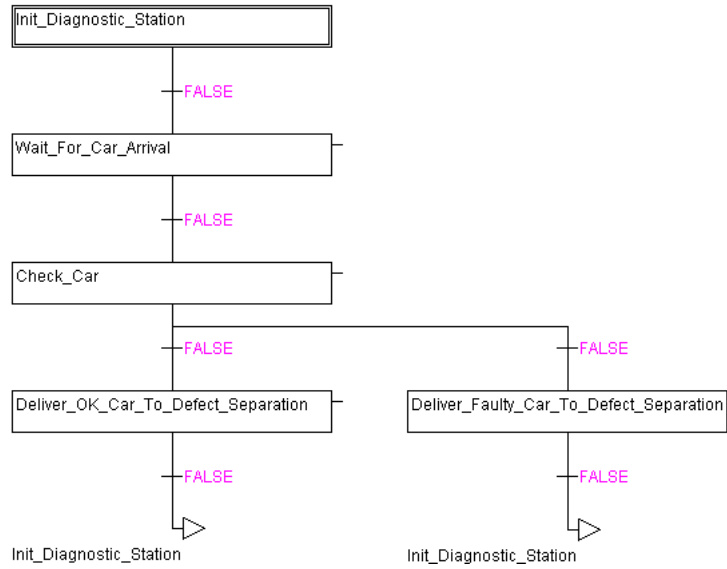 Init_Diagnostic_Station
FALSE
Wait_For_Car_Arrival
FALSE
Check_Car
FALSE
FALSE
Deliver_OK_Car_To_Defect_Separation
Deliver_Faulty_Car_To_Defect_Separation
FALSE
FALSE
Init_Diagnostic_Station
Init_Diagnostic_Station